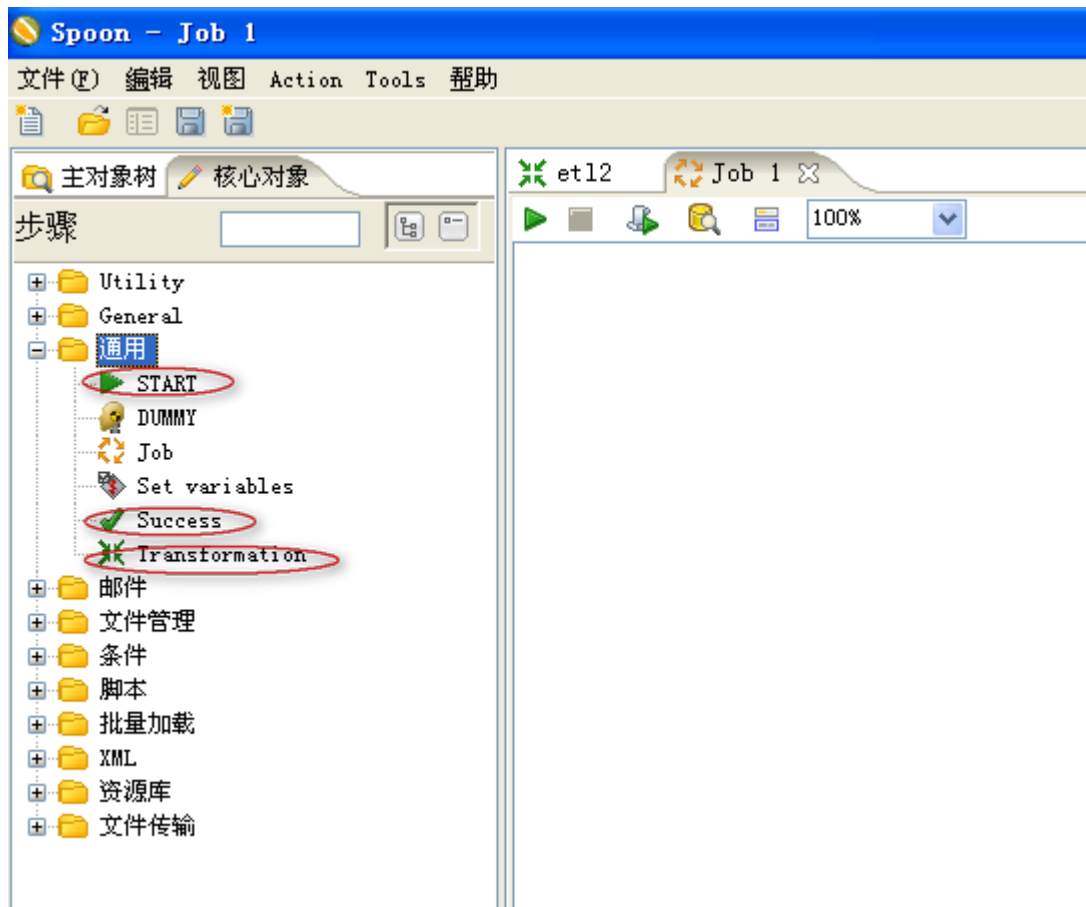 Spoon - Job 1
文件(F) 编辑 视图 Action Tools 帮助
主对象树 核心对象
etl2 Job 1
步骤
100%
Utility
General
通用
START
DUMMY
Job
Set variables
Success
Transformation
邮件
文件管理
条件
脚本
批量加载
XML
资源库
文件传输